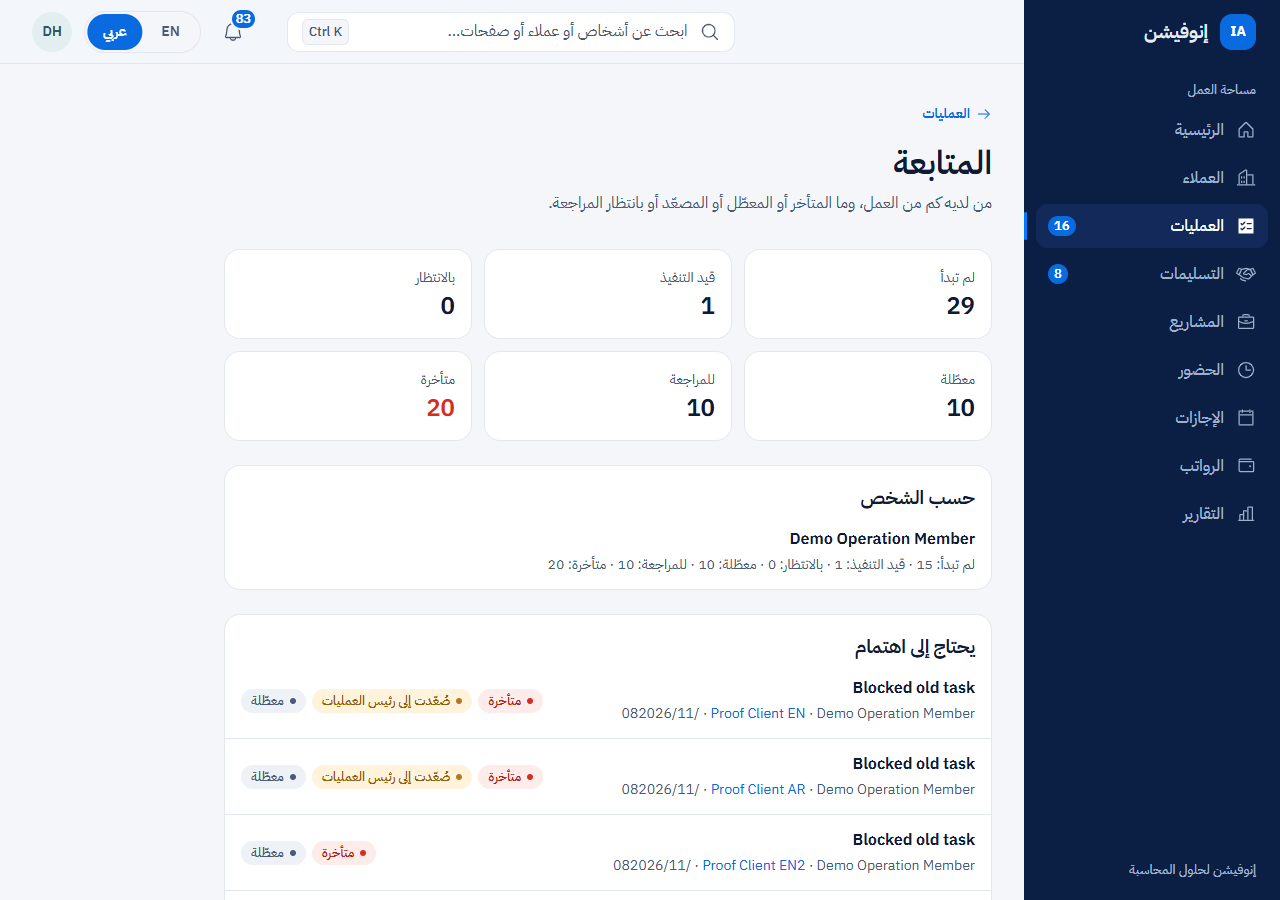 IA إنوفيشن
مساحة العمل
الرئيسية
العملاء
العمليات 16
التسليمات 8
المشاريع
الحضور
الإجازات
الرواتب
التقارير
إنوفيشن لحلول المحاسبة
ابحث عن أشخاص أو عملاء أو صفحات... Ctrl K
83
EN عربي
DH
→ العمليات
المتابعة
من لديه كم من العمل، وما المتأخر أو المعطّل أو المصعّد أو بانتظار المراجعة.
لم تبدأ
29
قيد التنفيذ
1
بالانتظار
0
معطّلة
10
للمراجعة
10
متأخرة
20
حسب الشخص
Demo Operation Member
لم تبدأ: 15 · قيد التنفيذ: 1 · بالانتظار: 0 · معطّلة: 10 · للمراجعة: 10 · متأخرة: 20
يحتاج إلى اهتمام
Blocked old task
082026/11/ · Proof Client EN · Demo Operation Member
متأخرة صُعّدت إلى رئيس العمليات معطّلة
Blocked old task
082026/11/ · Proof Client AR · Demo Operation Member
متأخرة صُعّدت إلى رئيس العمليات معطّلة
Blocked old task
082026/11/ · Proof Client EN2 · Demo Operation Member
متأخرة معطّلة